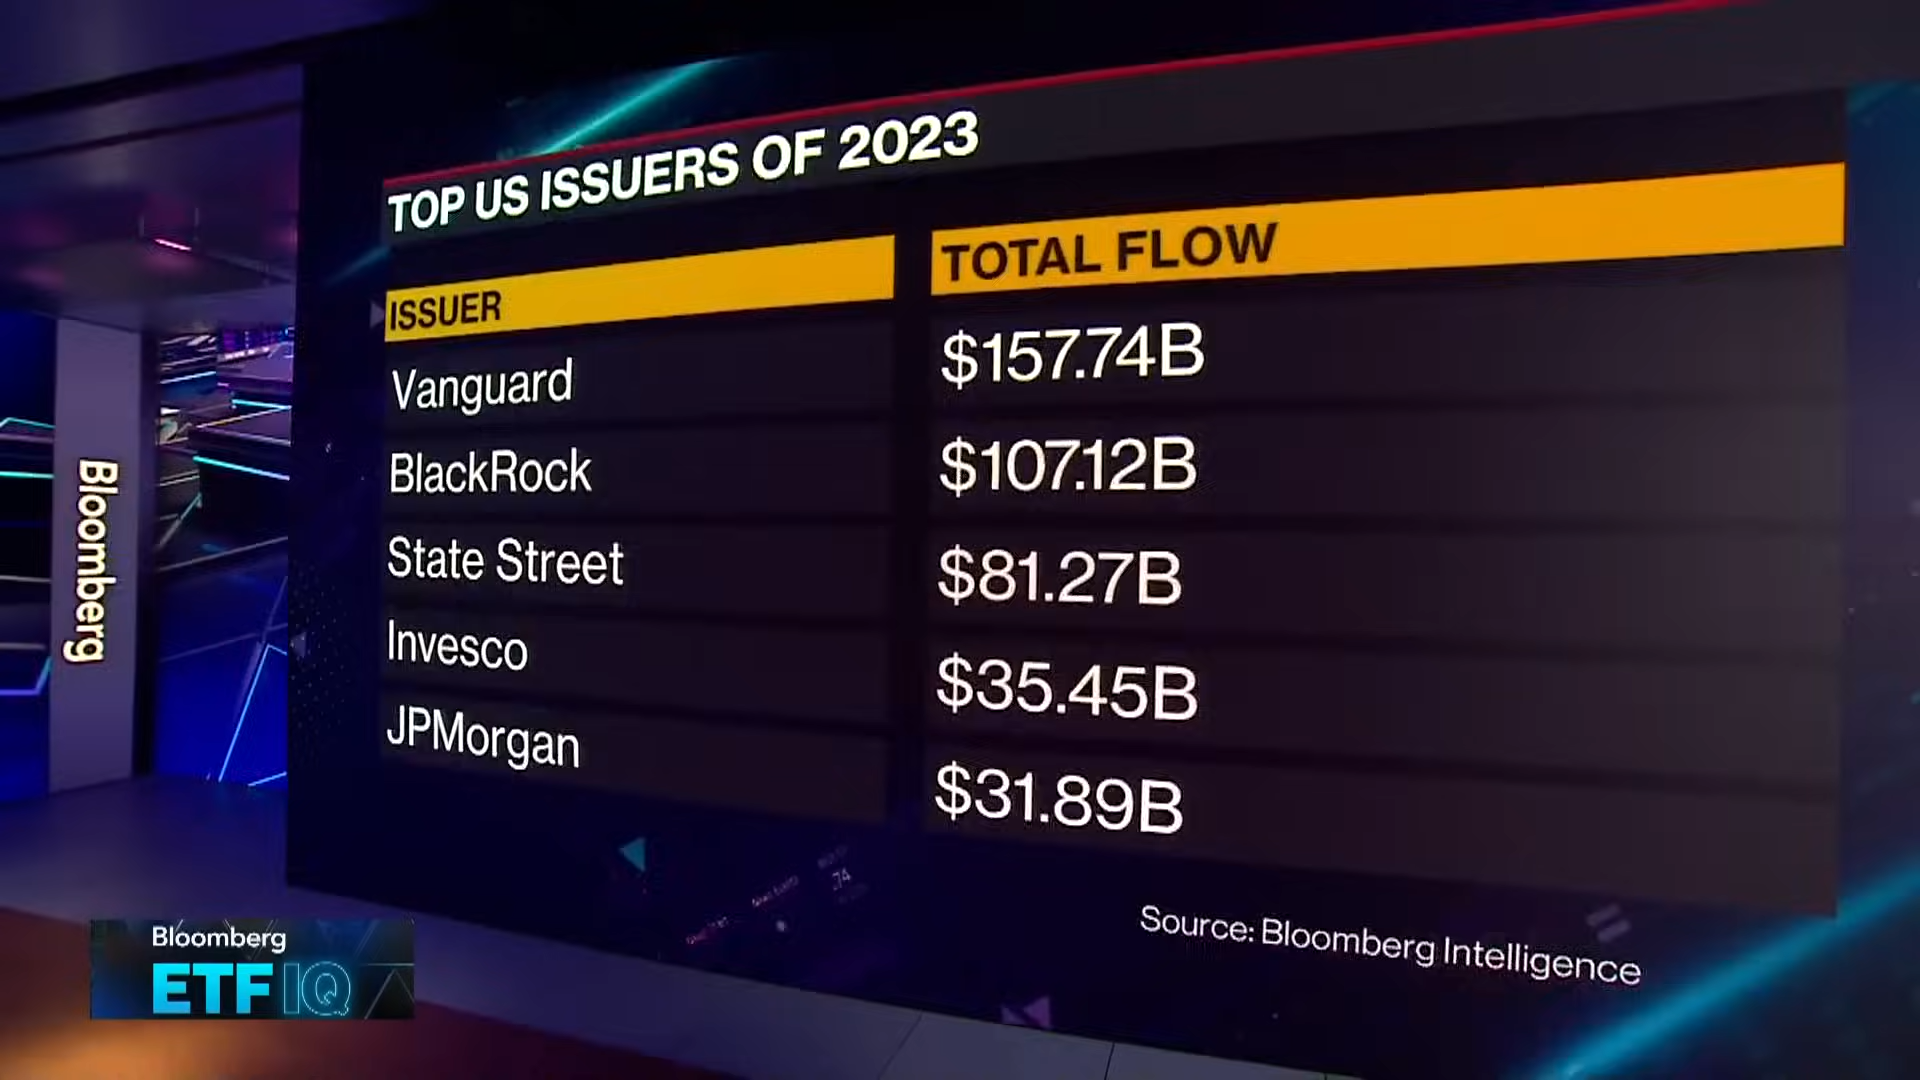 TOP US ISSUERS OF 2023
ISSUER TOTAL FLOW
Vanguard $157.74B
BlackRock $107.12B
State Street $81.27B
Invesco $35.45B
JPMorgan $31.89B
Source: Bloomberg Intelligence
Bloomberg
Bloomberg
ETF IQ
74